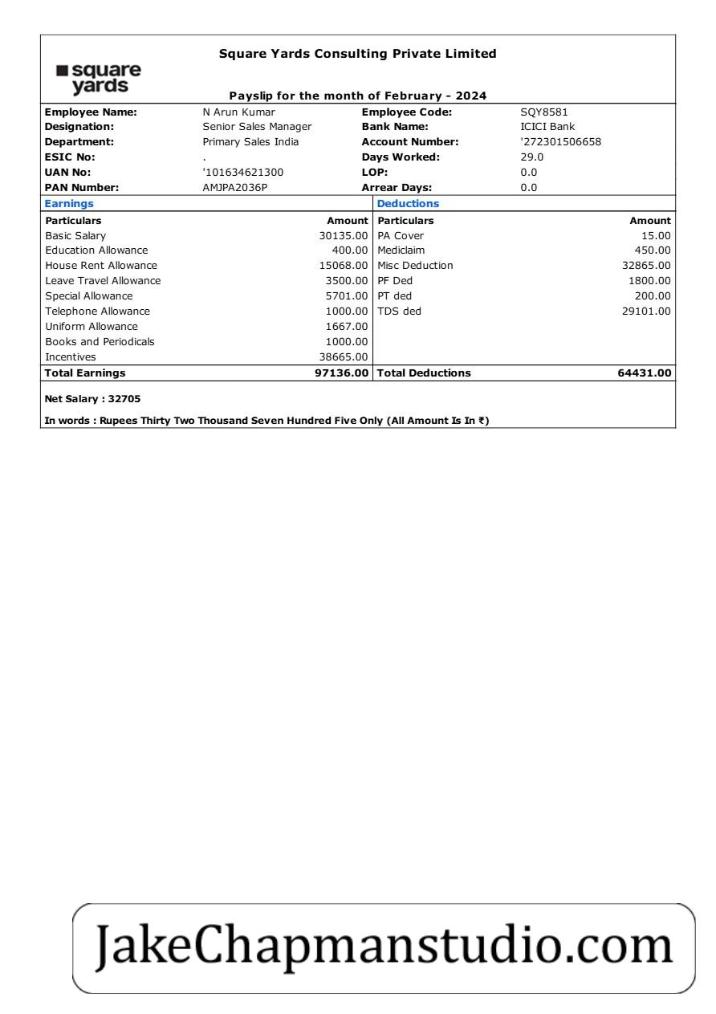 Square Yards Consulting Private Limited
square
yards
Payslip for the month of February - 2024
Employee Name: N Arun Kumar Employee Code: SQY8581
Designation: Senior Sales Manager Bank Name: ICICI Bank
Department: Primary Sales India Account Number: '272301506658
ESIC No: . Days Worked: 29.0
UAN No: '101634621300 LOP: 0.0
PAN Number: AMJPA2036P Arrear Days: 0.0
Earnings Deductions
Particulars Amount Particulars Amount
Basic Salary 30135.00 PA Cover 15.00
Education Allowance 400.00 Mediclaim 450.00
House Rent Allowance 15068.00 Misc Deduction 32865.00
Leave Travel Allowance 3500.00 PF Ded 1800.00
Special Allowance 5701.00 PT ded 200.00
Telephone Allowance 1000.00 TDS ded 29101.00
Uniform Allowance 1667.00
Books and Periodicals 1000.00
Incentives 38665.00
Total Earnings 97136.00 Total Deductions 64431.00
Net Salary : 32705
In words : Rupees Thirty Two Thousand Seven Hundred Five Only (All Amount Is In ₹)
JakeChapmanstudio.com